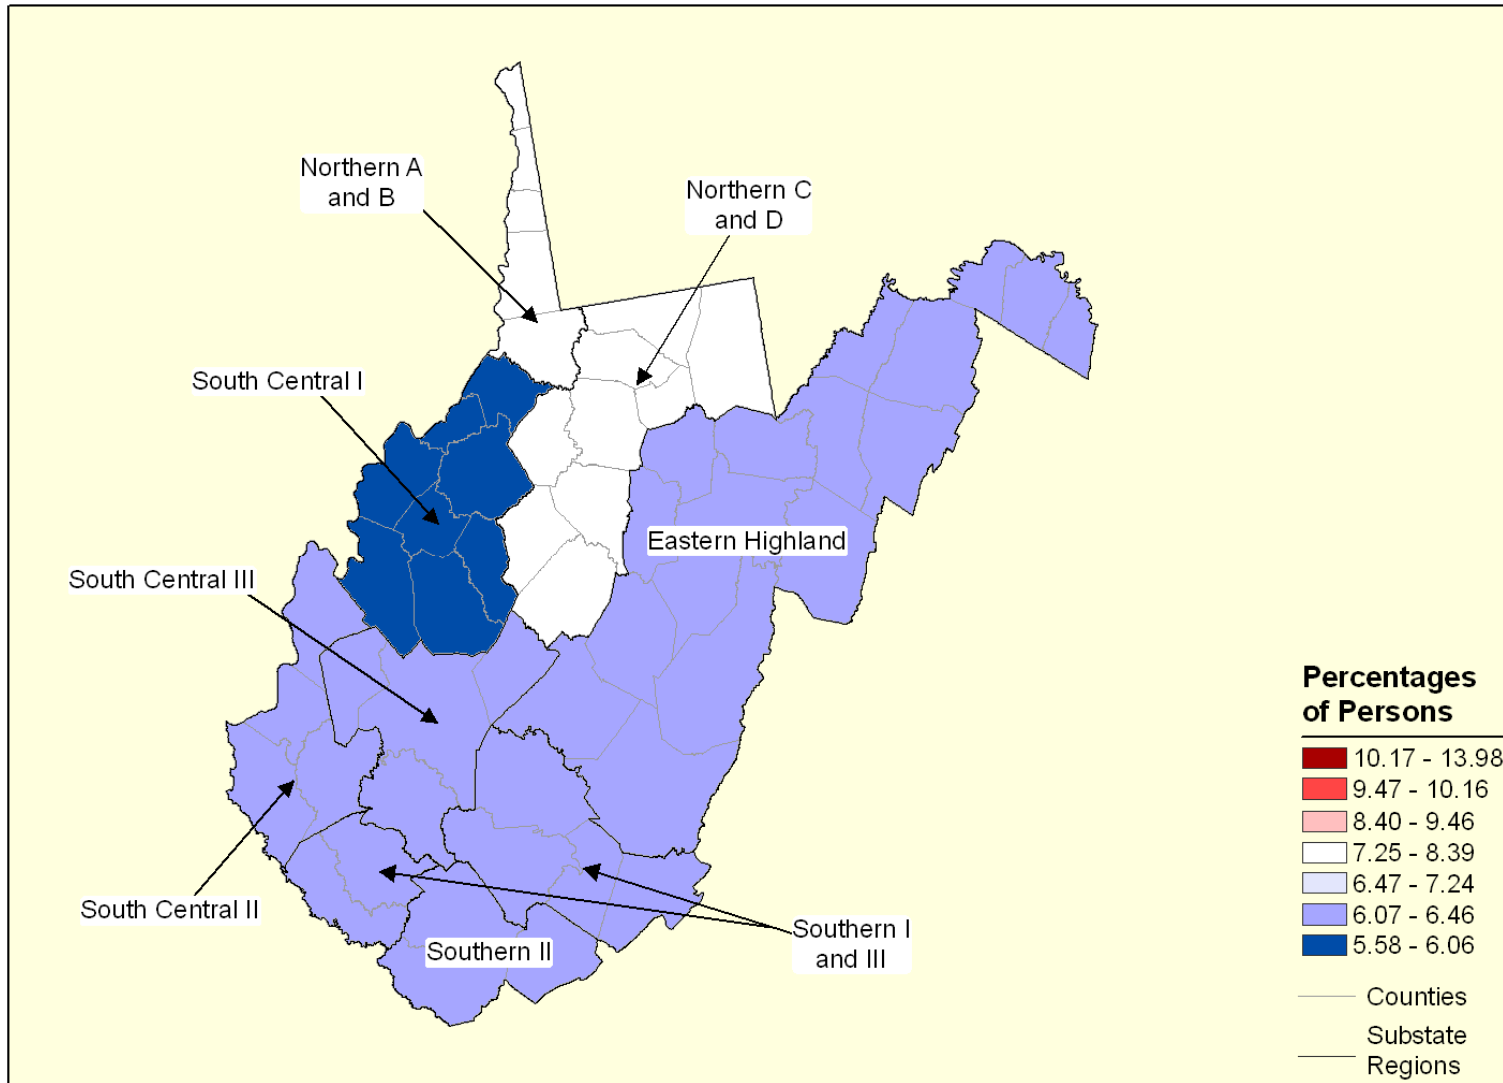 Northern A
and B
Northern C
and D
South Central I
Eastern Highland
South Central III
South Central II
Southern II
Southern I
and III
Percentages
of Persons
10.17 - 13.98
9.47 - 10.16
8.40 - 9.46
7.25 - 8.39
6.47 - 7.24
6.07 - 6.46
5.58 - 6.06
Counties
Substate
Regions